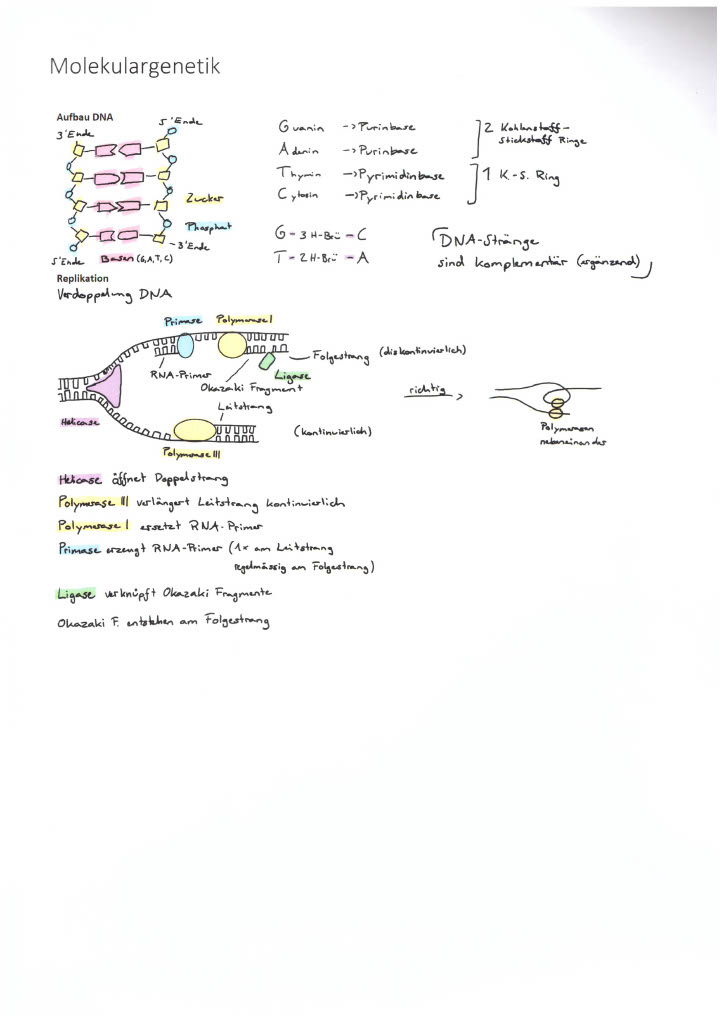 Molekulargenetik
Aufbau DNA
5' Ende
3' Ende
Zucker
Phosphat
3' Ende
5' Ende
Basen (G, A, T, C)
Guanin -> Purinbase
Adenin -> Purinbase
2 Kohlenstoff-
Stickstoff Ringe
Thymin -> Pyrimidinbase
Cytosin -> Pyrimidinbase
1 K.-S. Ring
G - 3 H-Brü - C
T - 2 H-Brü - A
DNA-Stränge
sind komplementär (ergänzend)
Replikation
Verdoppelung DNA
Primase
Polymerase I
Folgestrang (diskontinuierlich)
RNA-Primer
Ligase
Okazaki Fragment
Leitstrang
Helicase
(kontinuierlich)
Polymerase III
richtig
Polymerasen
nebeneinander
Helicase öffnet Doppelstrang
Polymerase III verlängert Leitstrang kontinuierlich
Polymerase I ersetzt RNA-Primer
Primase erzeugt RNA-Primer (1x am Leitstrang
regelmässig am Folgestrang)
Ligase verknüpft Okazaki Fragmente
Okazaki F. entstehen am Folgestrang